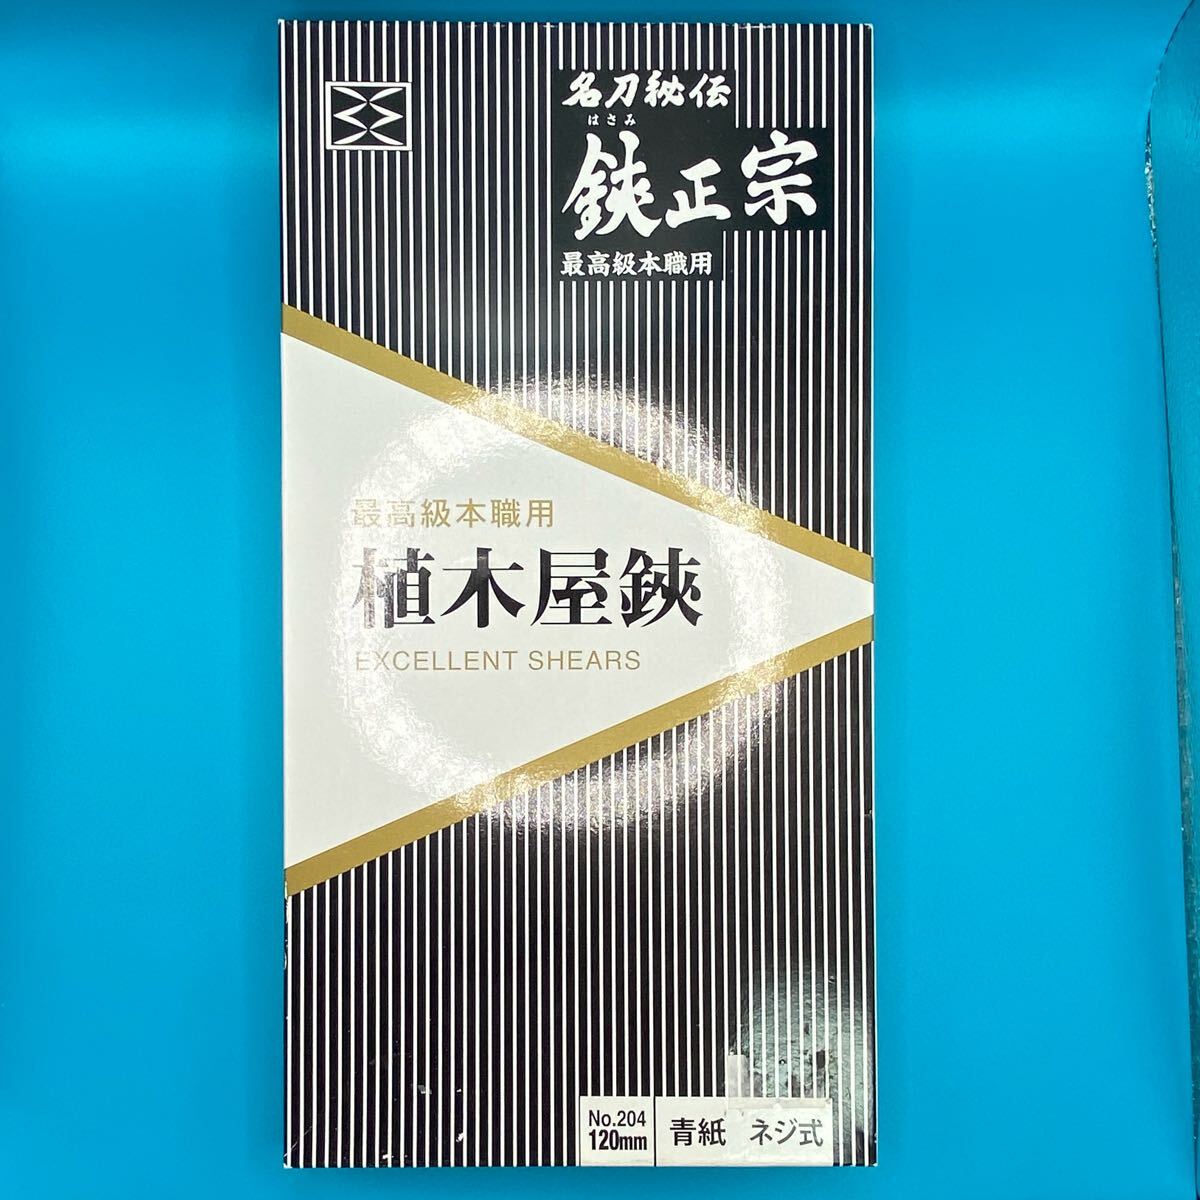 名刀秘伝
はさみ
鋏正宗
最高級本職用
最高級本職用
植木屋鋏
EXCELLENT SHEARS
No.204
120mm
青紙 ネジ式